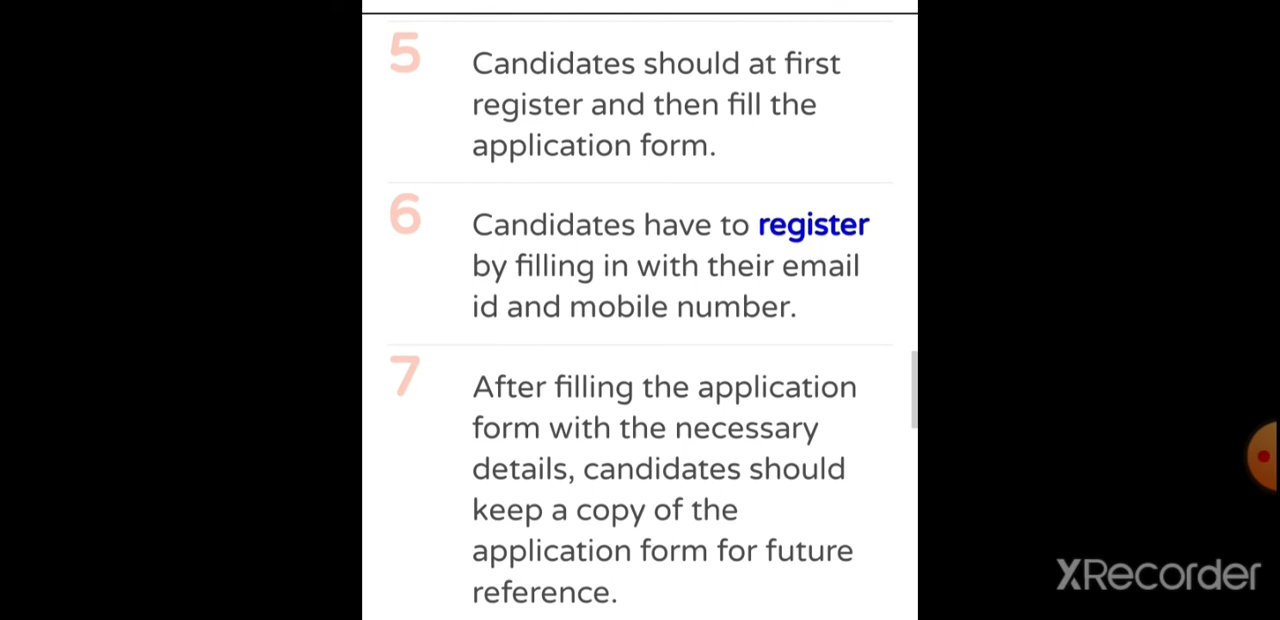 5
Candidates should at first
register and then fill the
application form.
6
Candidates have to register
by filling in with their email
id and mobile number.
7
After filling the application
form with the necessary
details, candidates should
keep a copy of the
application form for future
reference.
XRecorder